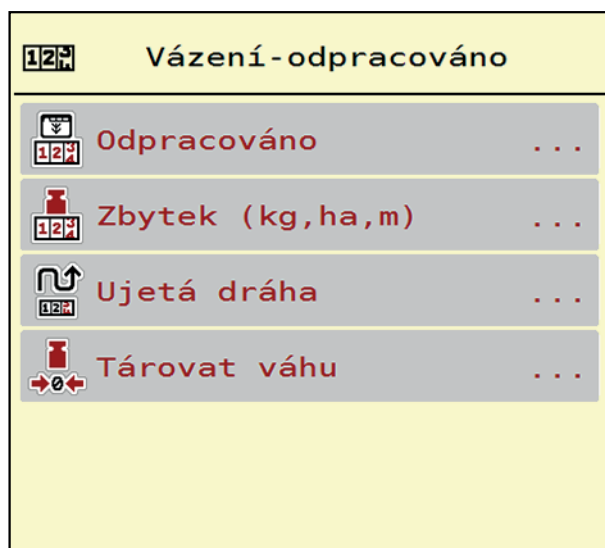 Vázení-odpracováno
Odpracováno ...
Zbytek (kg,ha,m) ...
Ujetá dráha ...
Tárovat váhu ...